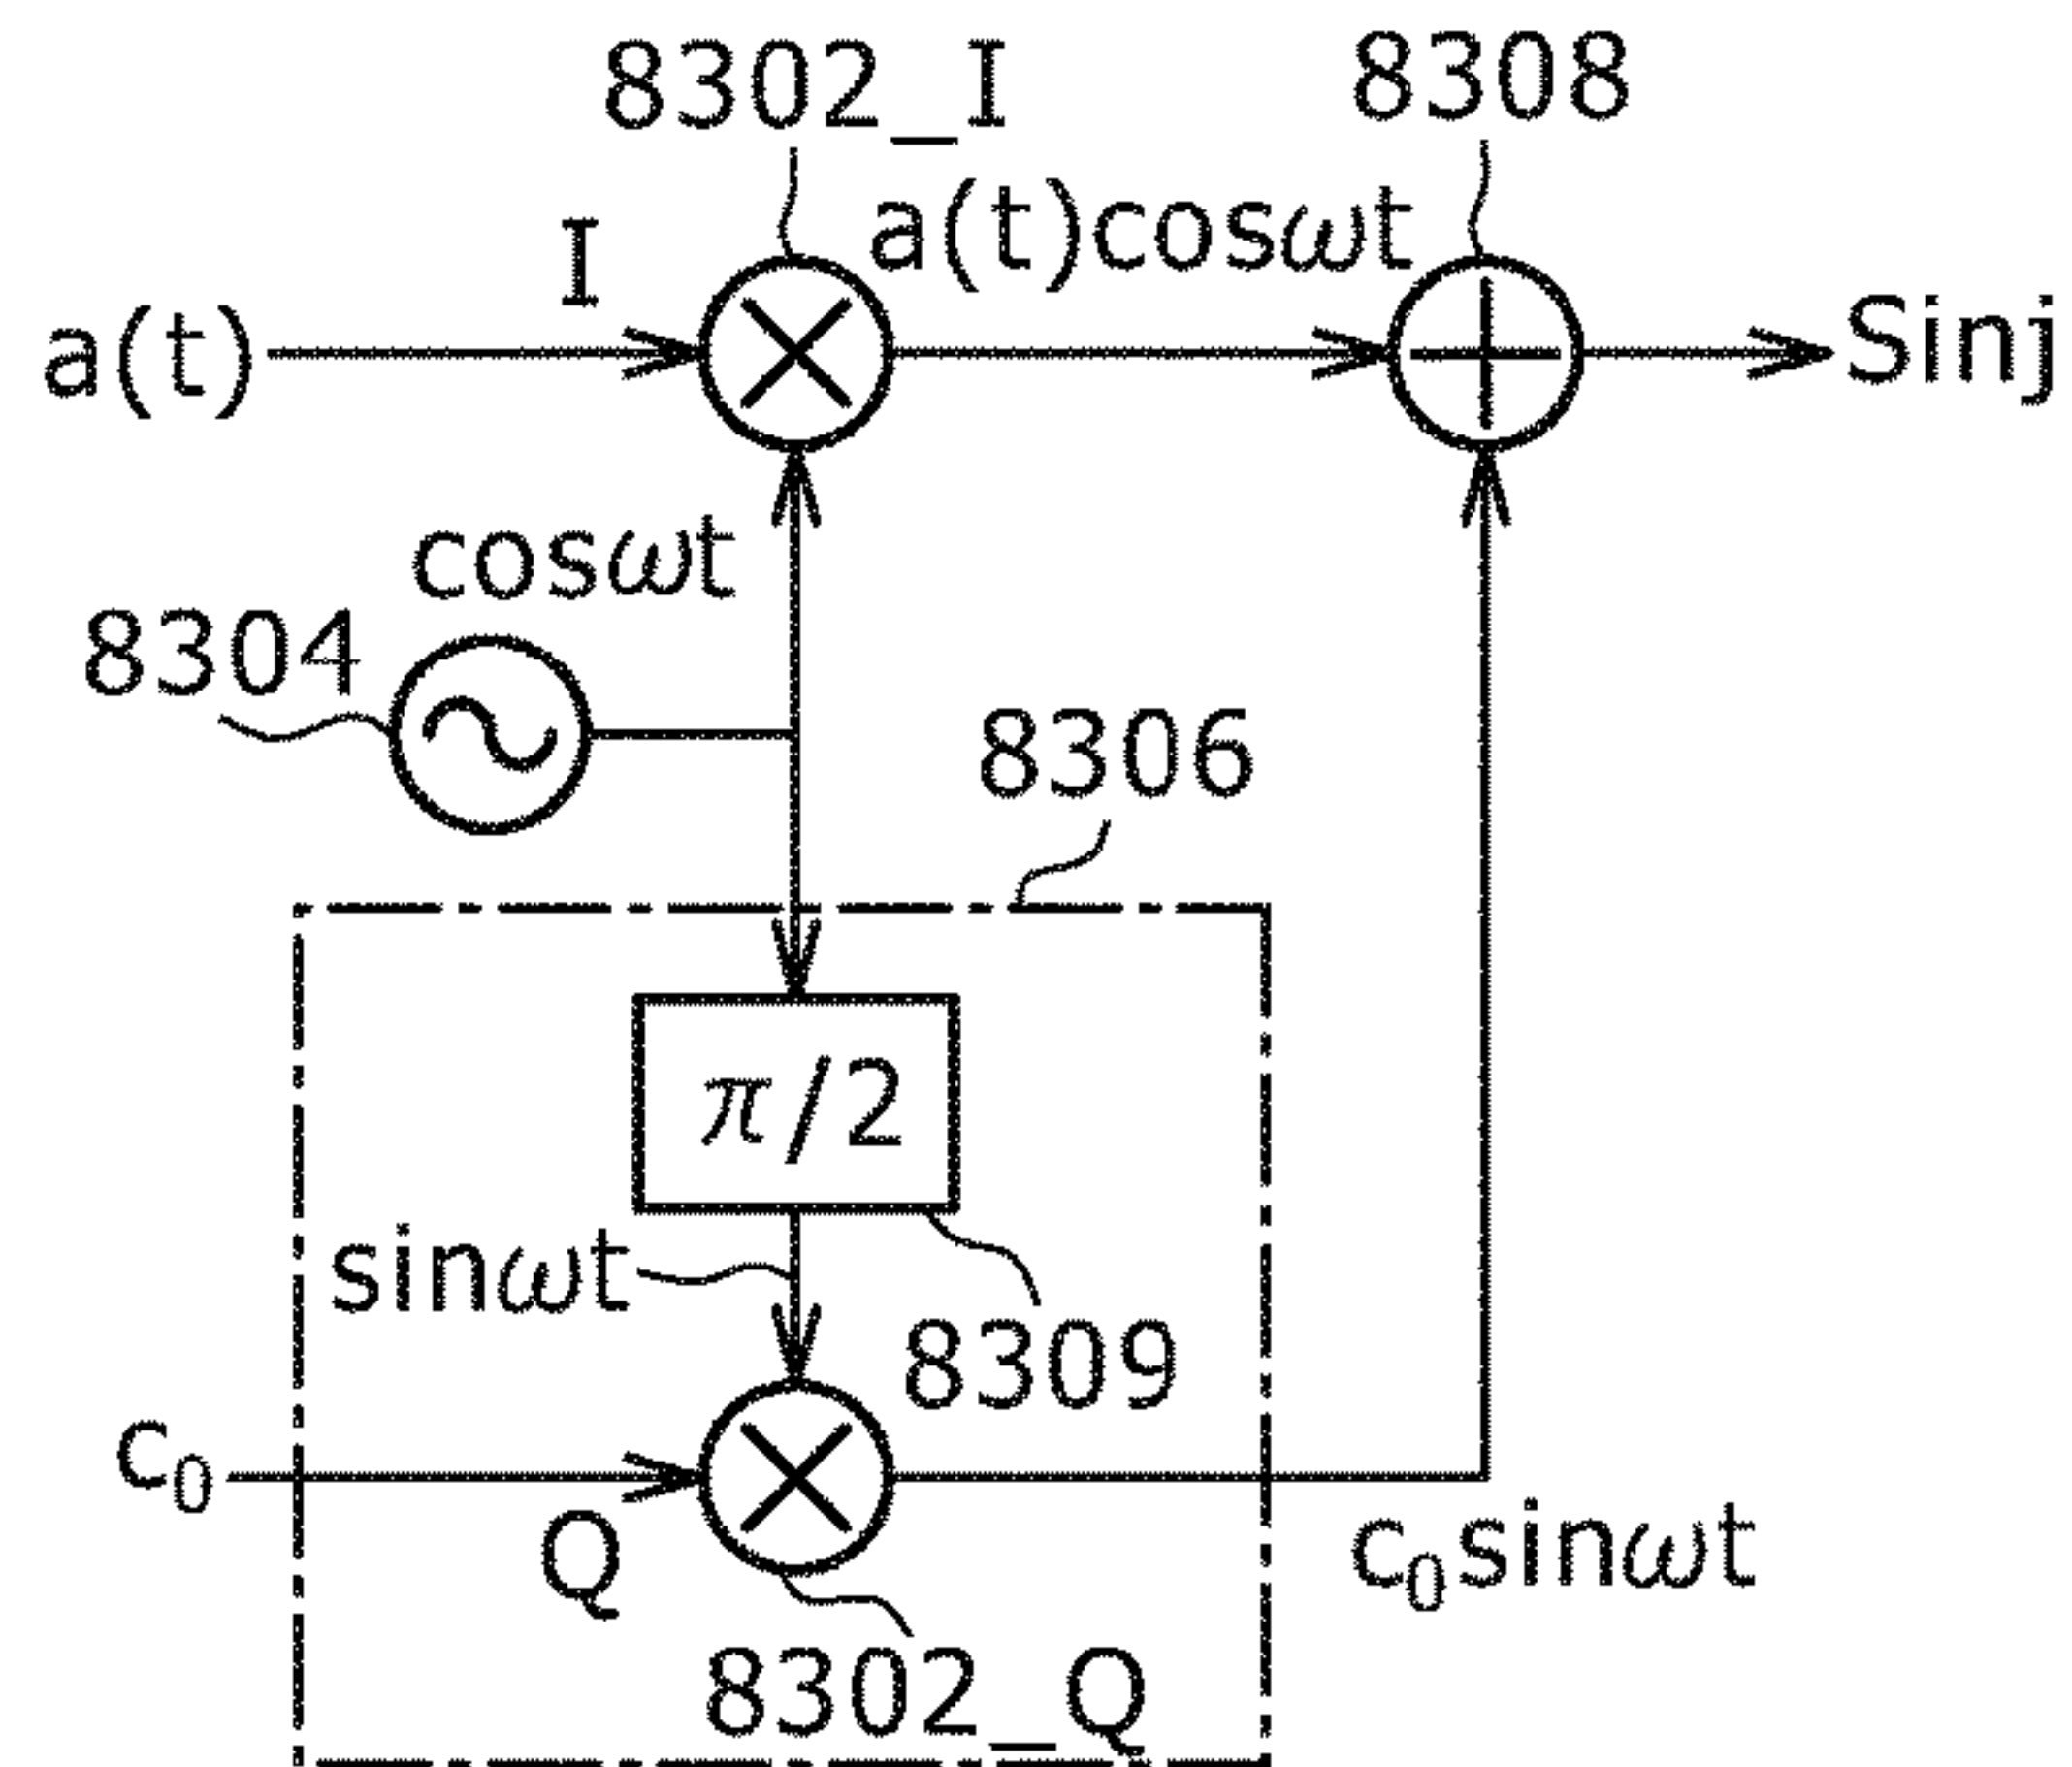 8302_I
8308
a(t)cosωt
I
a(t)
Sinj
cosωt
8304
8306
π/2
sinωt
8309
c₀
Q
c₀sinωt
8302_Q